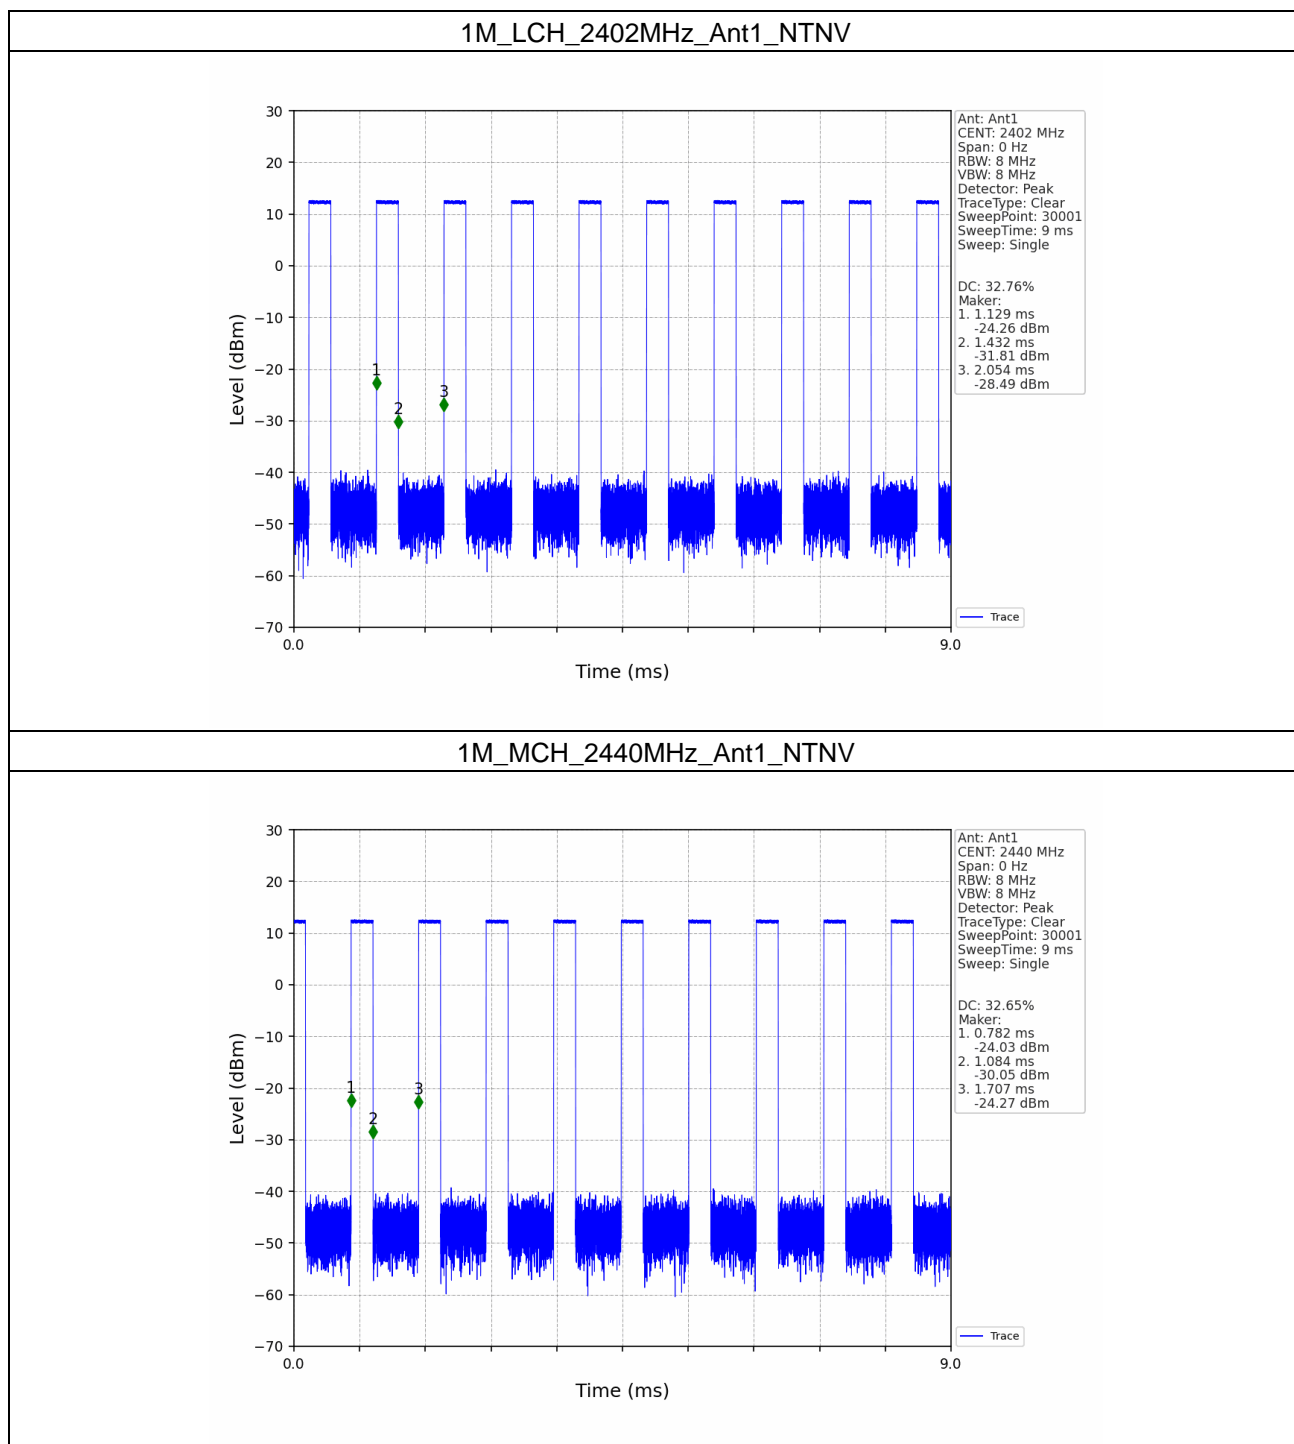 1M_LCH_2402MHz_Ant1_NTNV
30
20
10
0
−10
−20
−30
−40
−50
−60
−70
Level (dBm)
1
2
3
0.0
9.0
Time (ms)
Ant: Ant1
CENT: 2402 MHz
Span: 0 Hz
RBW: 8 MHz
VBW: 8 MHz
Detector: Peak
TraceType: Clear
SweepPoint: 30001
SweepTime: 9 ms
Sweep: Single
DC: 32.76%
Maker:
1. 1.129 ms
-24.26 dBm
2. 1.432 ms
-31.81 dBm
3. 2.054 ms
-28.49 dBm
Trace
1M_MCH_2440MHz_Ant1_NTNV
30
20
10
0
−10
−20
−30
−40
−50
−60
−70
Level (dBm)
1
2
3
0.0
9.0
Time (ms)
Ant: Ant1
CENT: 2440 MHz
Span: 0 Hz
RBW: 8 MHz
VBW: 8 MHz
Detector: Peak
TraceType: Clear
SweepPoint: 30001
SweepTime: 9 ms
Sweep: Single
DC: 32.65%
Maker:
1. 0.782 ms
-24.03 dBm
2. 1.084 ms
-30.05 dBm
3. 1.707 ms
-24.27 dBm
Trace